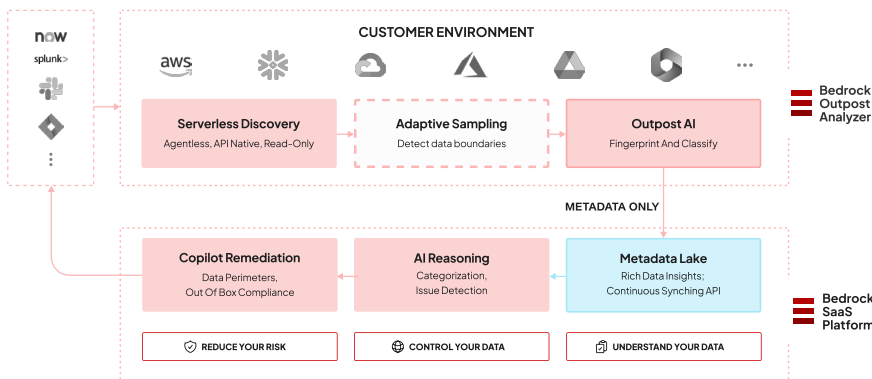 now
splunk>
CUSTOMER ENVIRONMENT
aws
...
Serverless Discovery
Agentless, API Native, Read-Only
Adaptive Sampling
Detect data boundaries
Outpost AI
Fingerprint And Classify
Bedrock
Outpost
Analyzer
METADATA ONLY
Copilot Remediation
Data Perimeters,
Out Of Box Compliance
AI Reasoning
Categorization,
Issue Detection
Metadata Lake
Rich Data Insights;
Continuous Synching API
Bedrock
SaaS
Platform
REDUCE YOUR RISK
CONTROL YOUR DATA
UNDERSTAND YOUR DATA